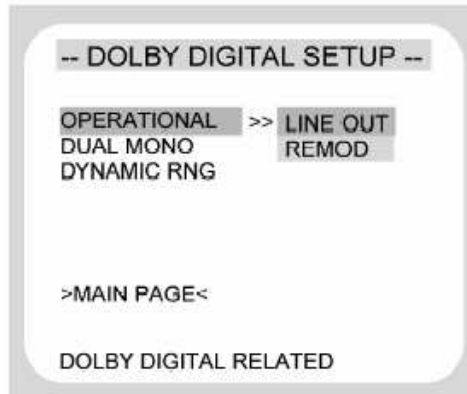 -- DOLBY DIGITAL SETUP --
OPERATIONAL >> LINE OUT
DUAL MONO REMOD
DYNAMIC RNG
>MAIN PAGE<
DOLBY DIGITAL RELATED